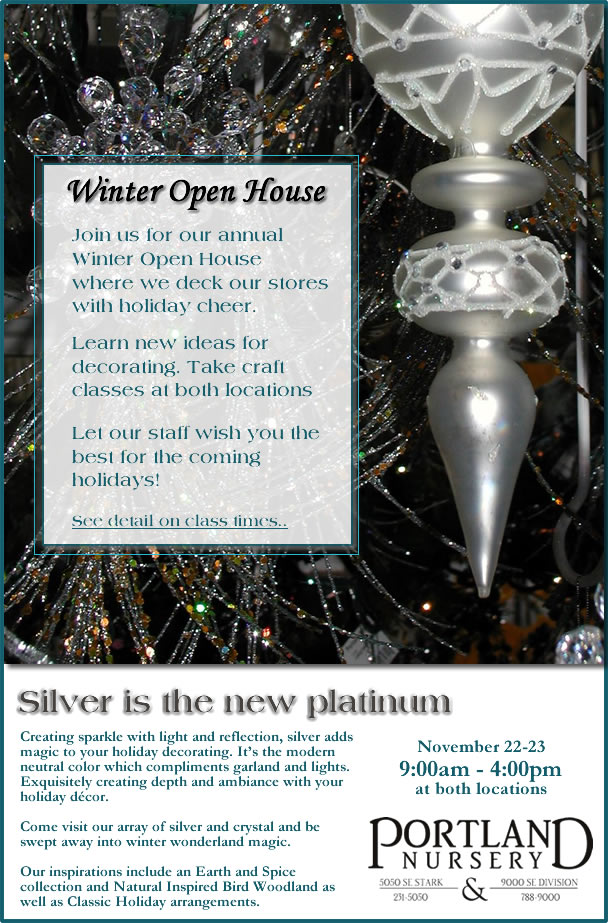 Winter Open House
Join us for our annual
Winter Open House
where we deck our stores
with holiday cheer.
Learn new ideas for
decorating. Take craft
classes at both locations
Let our staff wish you the
best for the coming
holidays!
See detail on class times..
Silver is the new platinum
Creating sparkle with light and reflection, silver adds
magic to your holiday decorating. It's the modern
neutral color which compliments garland and lights.
Exquisitely creating depth and ambiance with your
holiday décor.
Come visit our array of silver and crystal and be
swept away into winter wonderland magic.
Our inspirations include an Earth and Spice
collection and Natural Inspired Bird Woodland as
well as Classic Holiday arrangements.
November 22-23
9:00am - 4:00pm
at both locations
PORTLAND
NURSERY
5050 SE STARK & 9000 SE DIVISION
231-5050 788-9000